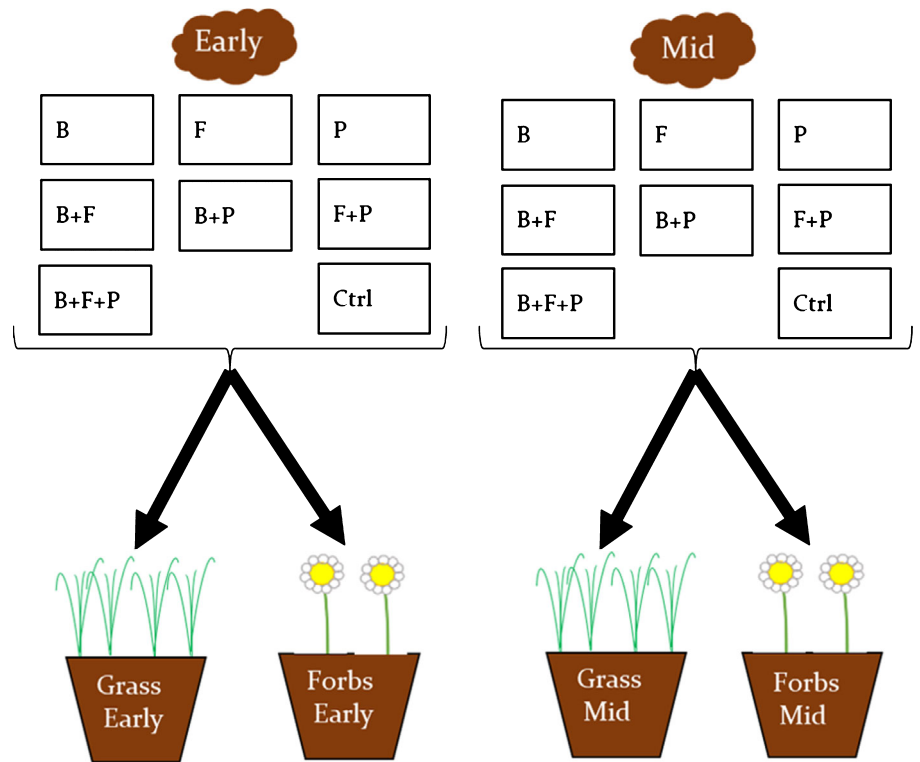 Early
B
F
P
B+F
B+P
F+P
B+F+P
Ctrl
Grass
Early
Forbs
Early
Mid
B
F
P
B+F
B+P
F+P
B+F+P
Ctrl
Grass
Mid
Forbs
Mid